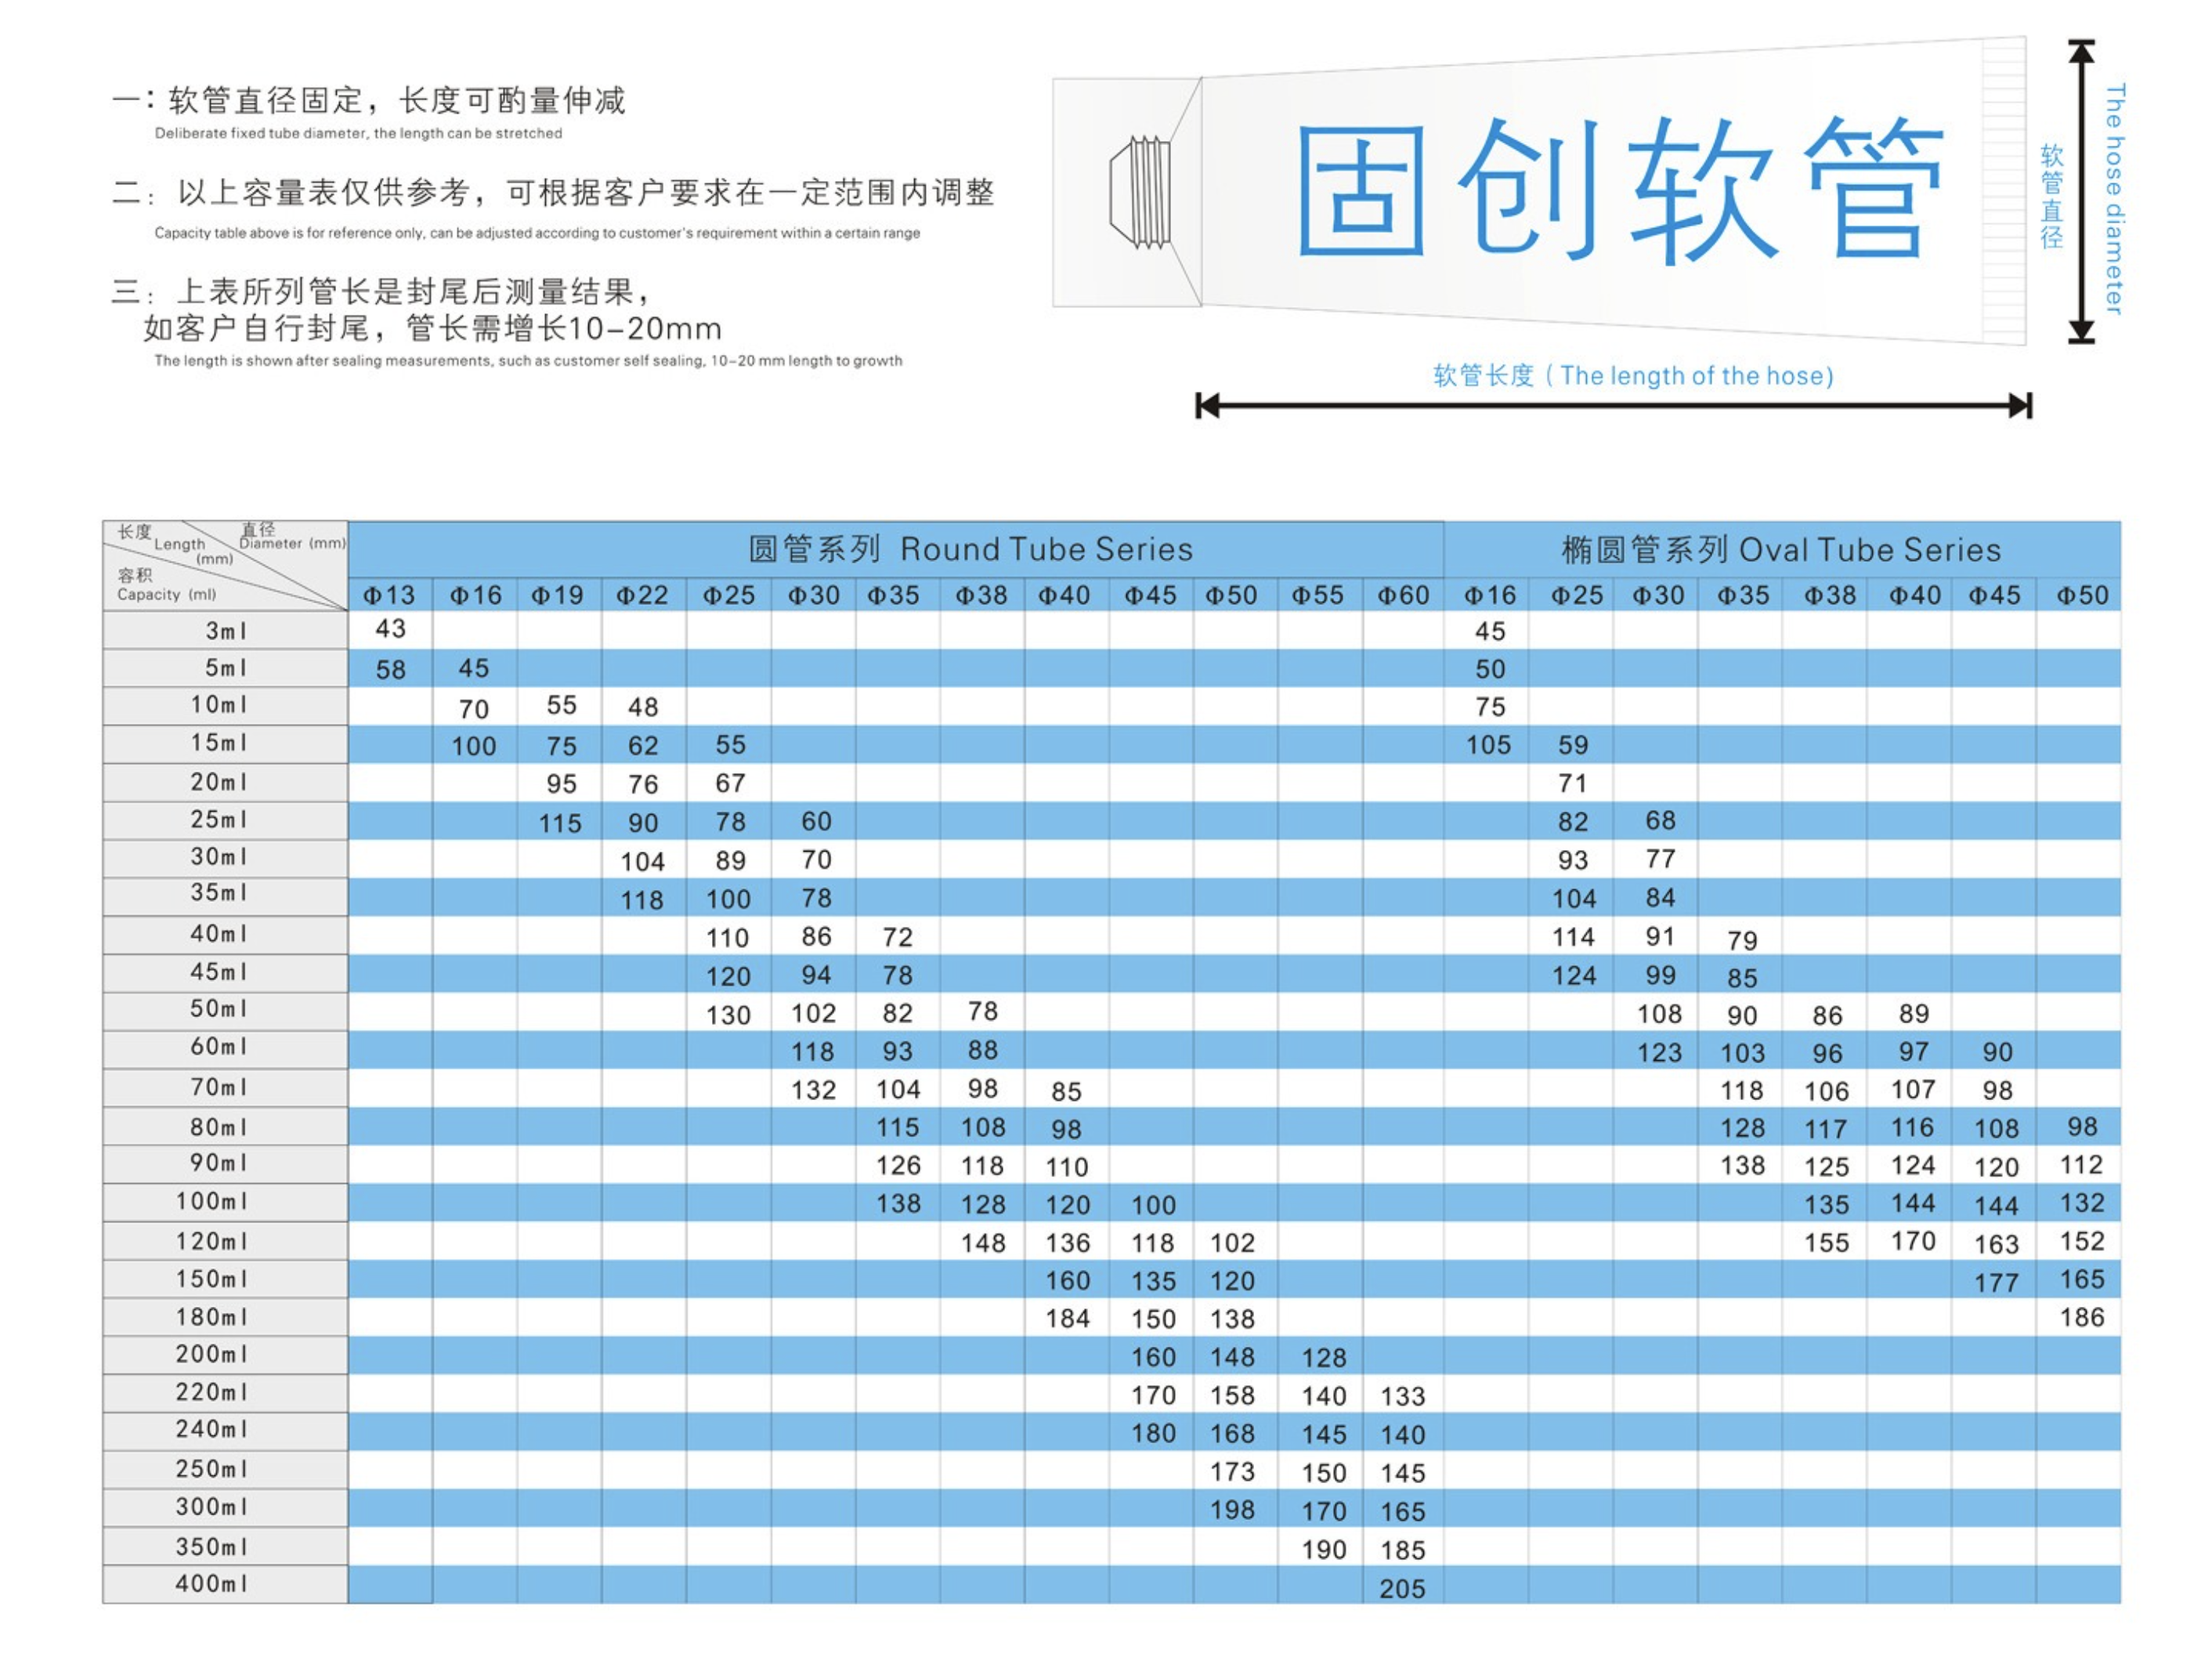 一：软管直径固定，长度可酌量伸减
Deliberate fixed tube diameter, the length can be stretched
二：以上容量表仅供参考，可根据客户要求在一定范围内调整
Capacity table above is for reference only, can be adjusted according to customer's requirement within a certain range
三：上表所列管长是封尾后测量结果，
如客户自行封尾，管长需增长10-20mm
The length is shown after sealing measurements, such as customer self sealing, 10-20 mm length to growth
固创软管
软管直径
The hose diameter
软管长度（The length of the hose)
长度 Length (mm) 直径 Diameter (mm)
容积 Capacity (ml)
圆管系列 Round Tube Series 椭圆管系列 Oval Tube Series
Φ13 Φ16 Φ19 Φ22 Φ25 Φ30 Φ35 Φ38 Φ40 Φ45 Φ50 Φ55 Φ60 Φ16 Φ25 Φ30 Φ35 Φ38 Φ40 Φ45 Φ50
3ml 43 45
5ml 58 45 50
10ml 70 55 48 75
15ml 100 75 62 55 105 59
20ml 95 76 67 71
25ml 115 90 78 60 82 68
30ml 104 89 70 93 77
35ml 118 100 78 104 84
40ml 110 86 72 114 91 79
45ml 120 94 78 124 99 85
50ml 130 102 82 78 108 90 86 89
60ml 118 93 88 123 103 96 97 90
70ml 132 104 98 85 118 106 107 98
80ml 115 108 98 128 117 116 108 98
90ml 126 118 110 138 125 124 120 112
100ml 138 128 120 100 135 144 144 132
120ml 148 136 118 102 155 170 163 152
150ml 160 135 120 177 165
180ml 184 150 138 186
200ml 160 148 128
220ml 170 158 140 133
240ml 180 168 145 140
250ml 173 150 145
300ml 198 170 165
350ml 190 185
400ml 205